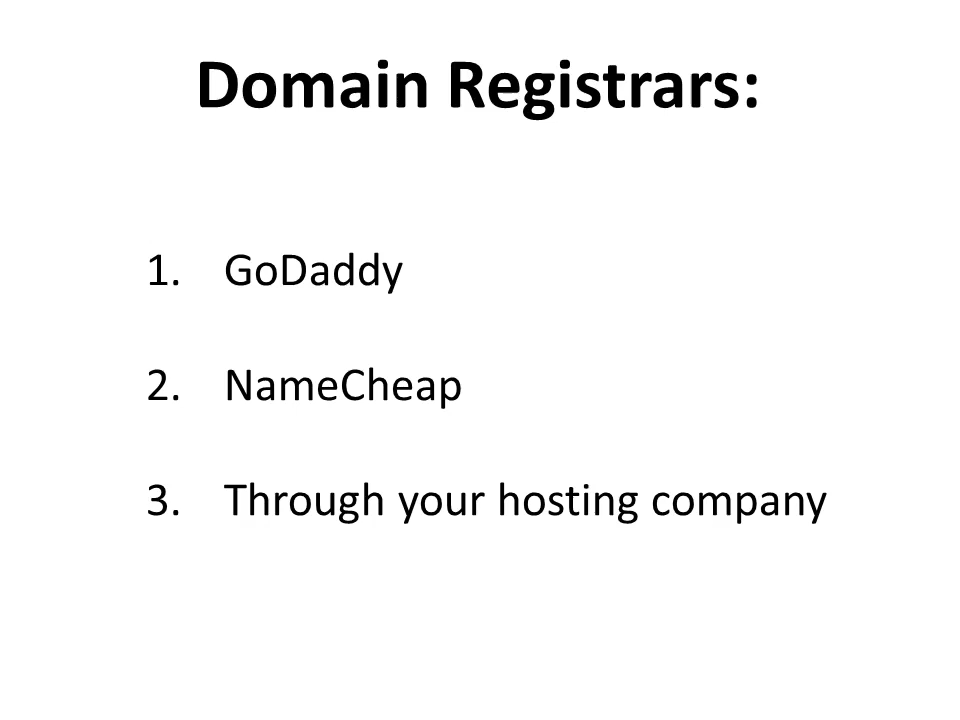 Domain Registrars:
1. GoDaddy
2. NameCheap
3. Through your hosting company